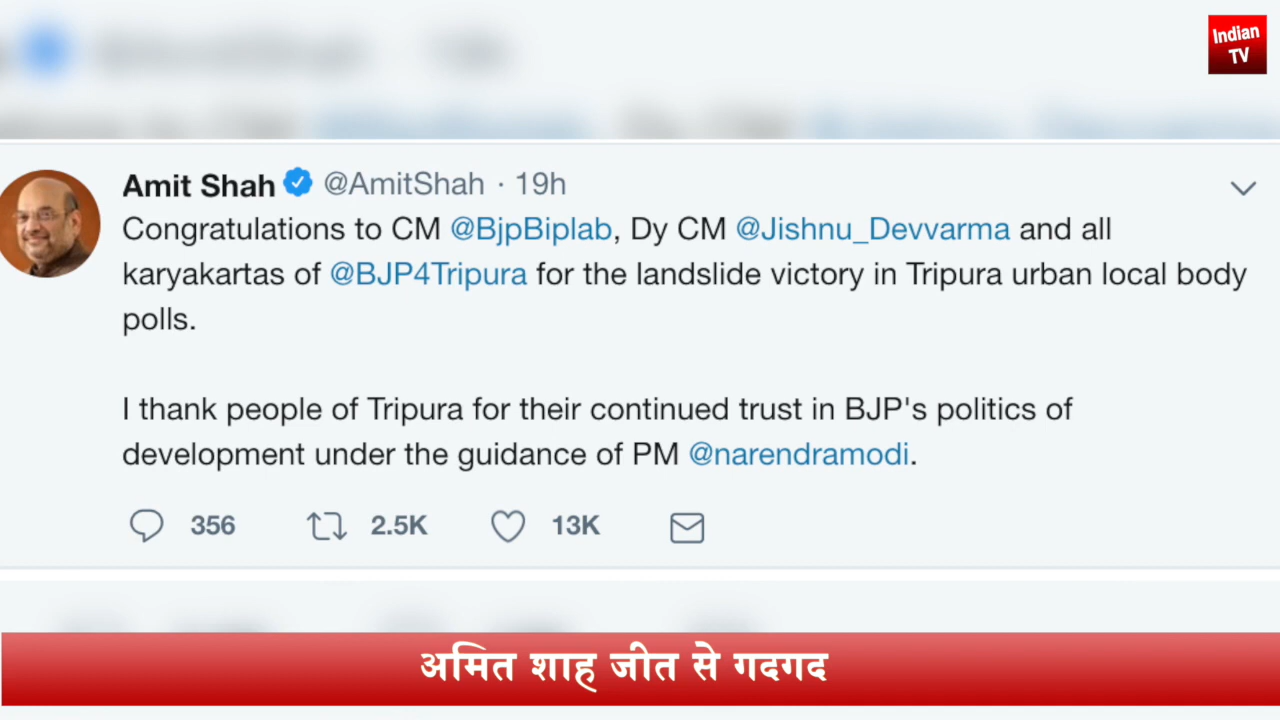 Indian
TV
Amit Shah @AmitShah · 19h
Congratulations to CM @BjpBiplab, Dy CM @Jishnu_Devvarma and all
karyakartas of @BJP4Tripura for the landslide victory in Tripura urban local body
polls.
I thank people of Tripura for their continued trust in BJP's politics of
development under the guidance of PM @narendramodi.
356 2.5K 13K
अमित शाह जीत से गदगद